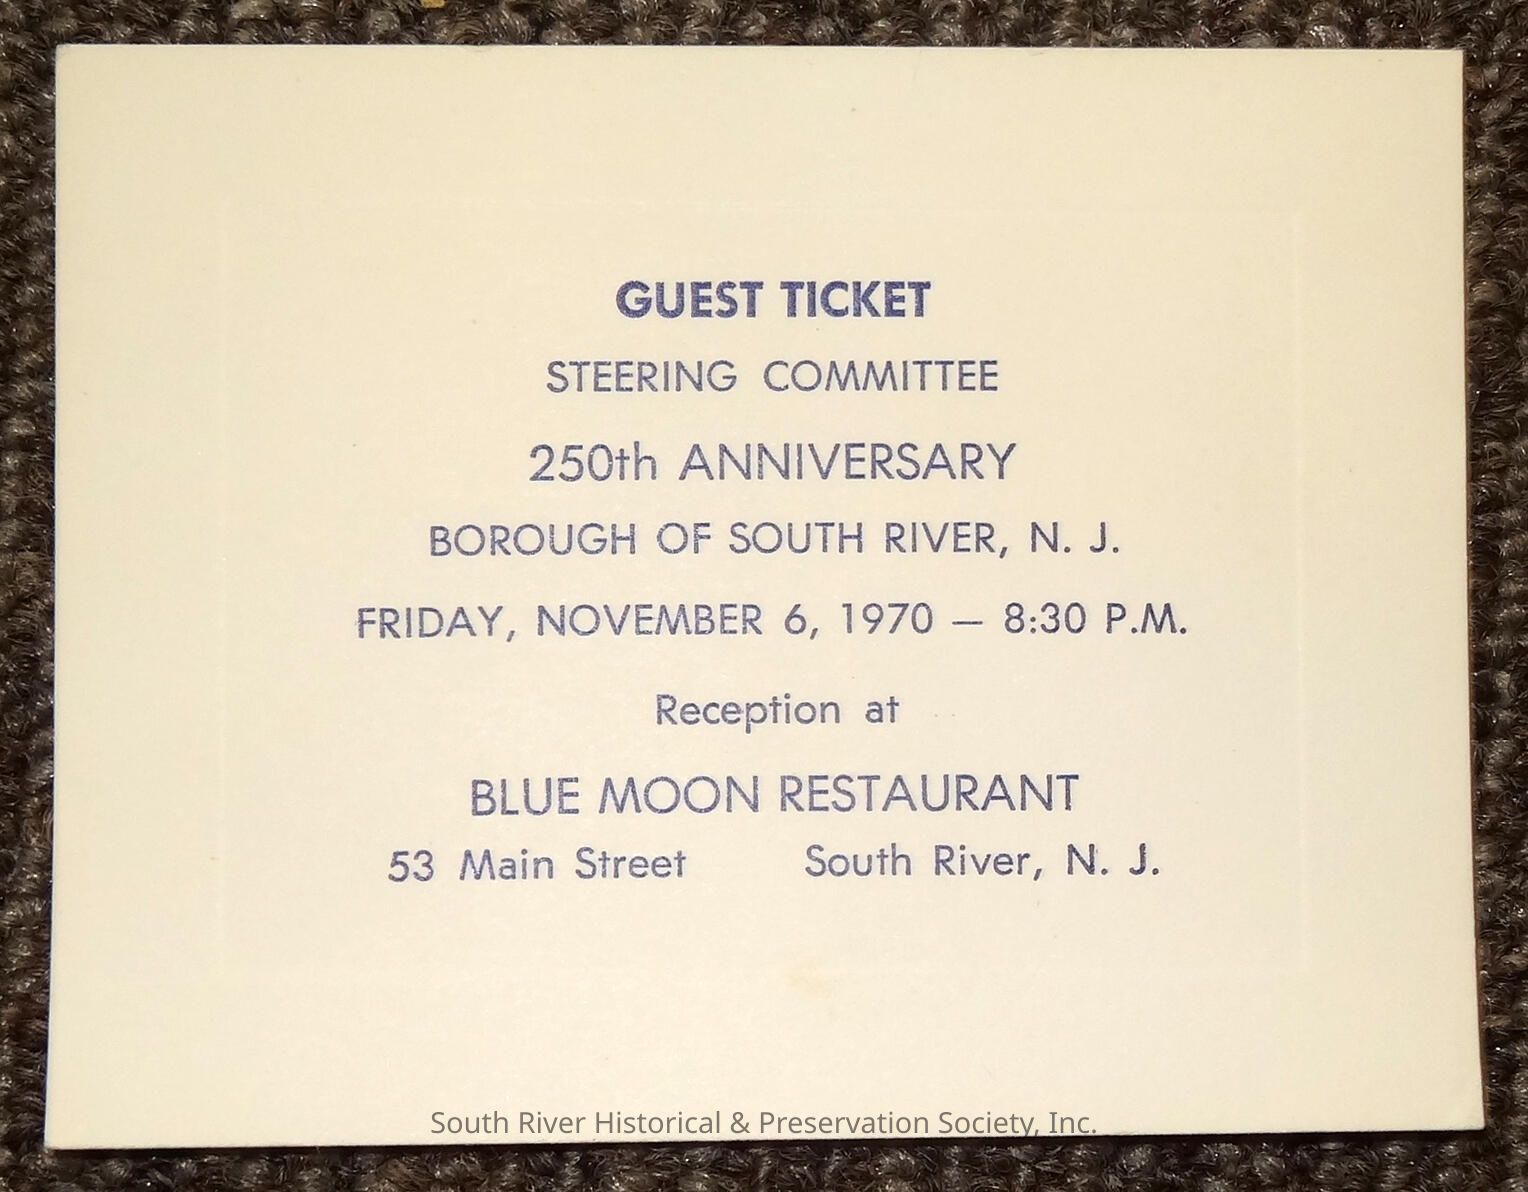 GUEST TICKET
STEERING COMMITTEE
250th ANNIVERSARY
BOROUGH OF SOUTH RIVER, N. J.
FRIDAY, NOVEMBER 6, 1970 — 8:30 P.M.
Reception at
BLUE MOON RESTAURANT
53 Main Street South River, N. J.
South River Historical & Preservation Society, Inc.